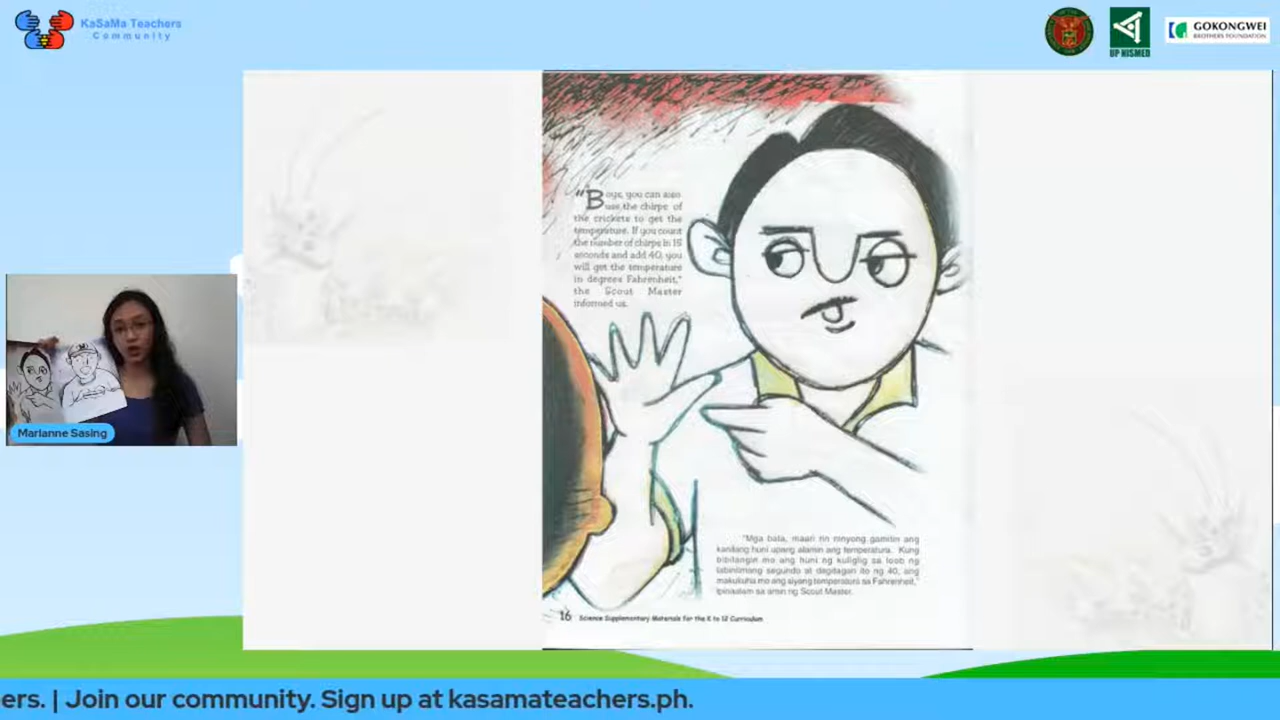 KaSaMa Teachers
Community
UP NISMED
GOKONGWEI
BROTHERS FOUNDATION
"Boys, you can also
use the chirps of
the crickets to get the
temperature. If you count
the number of chirps in 15
seconds and add 40, you
will get the temperature
in degrees Fahrenheit,"
the Scout Master
informed us.
Marianne Sasing
"Mga bata, maari rin ninyong gamitin ang
kanilang huni upang alamin ang temperatura. Kung
bibilangin mo ang huni ng kuliglig sa loob ng
labinlimang segundo at dagdagan ito ng 40, ang
makukuha mo ang siyang temperatura sa Fahrenheit,"
ipinaalam sa amin ng Scout Master.
16 Science Supplementary Materials for the K to 12 Curriculum
ers. | Join our community. Sign up at kasamateachers.ph.